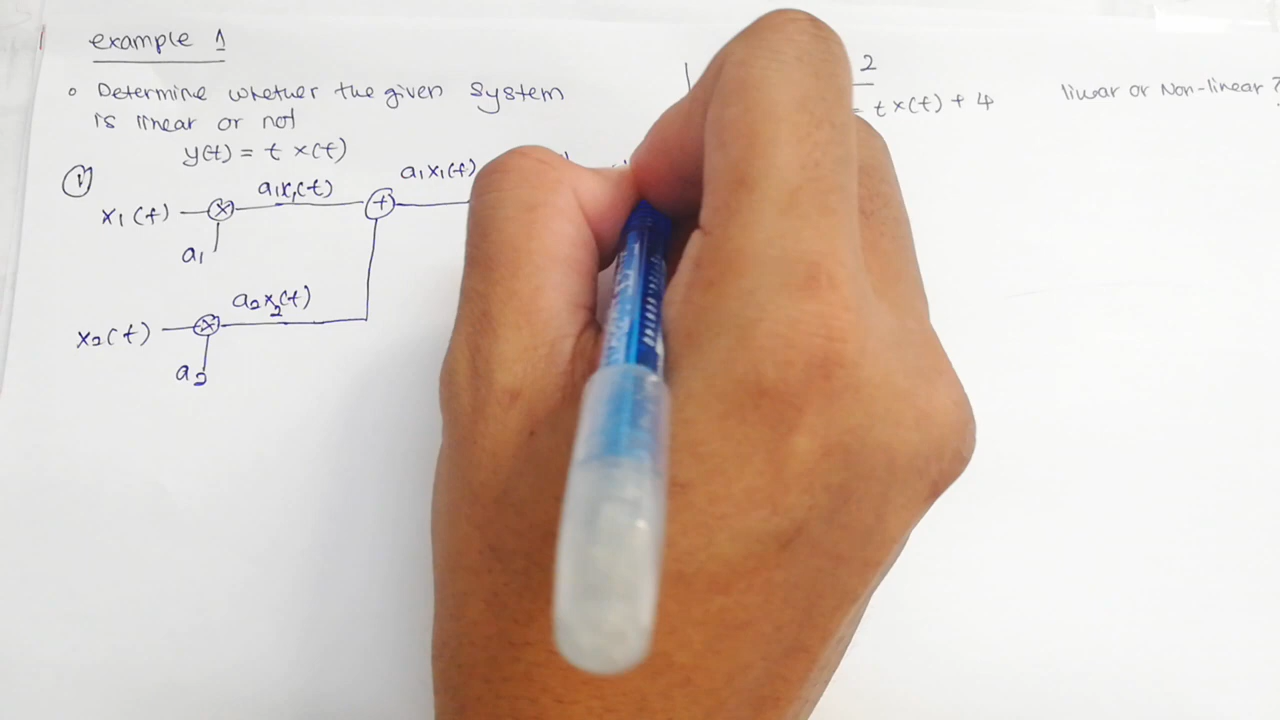 example 1
o Determine whether the given system
is linear or not
y(t) = t x(t)
①
x1(t)
a1
a1x1(t)
a1x1(t)
x2(t)
a2
a2x2(t)
2
= t x(t) + 4
linear or Non-linear?